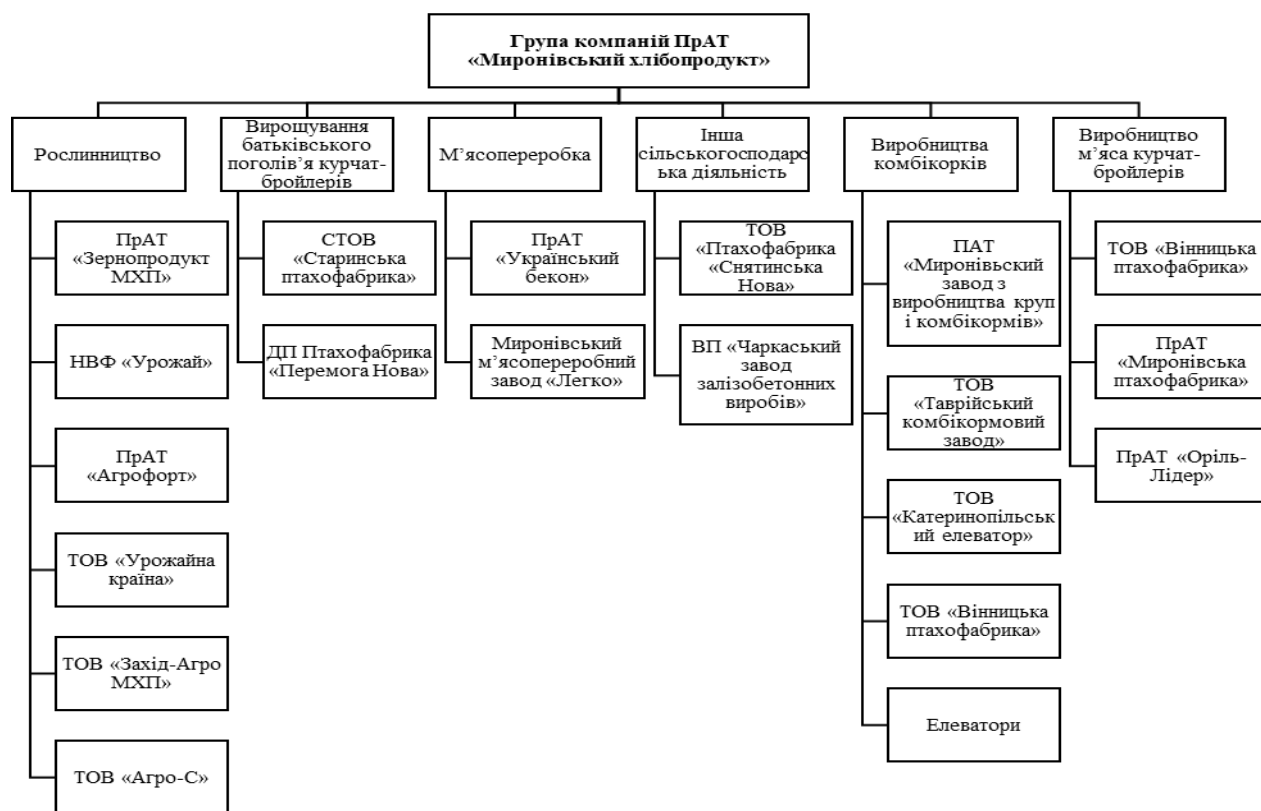 Група компаній ПрАТ
«Миронівський хлібопродукт»
Рослинництво
Вирощування
батьківського
поголів’я курчат-
бройлерів
М’ясопереробка
Інша
сільськогосподарс
ька діяльність
Виробництва
комбікорків
Виробництво
м’яса курчат-
бройлерів
ПрАТ
«Зернопродукт
МХП»
НВФ «Урожай»
ПрАТ
«Агрофорт»
ТОВ «Урожайна
країна»
ТОВ «Захід-Агро
МХП»
ТОВ «Агро-С»
СТОВ
«Старинська
птахофабрика»
ДП Птахофабрика
«Перемога Нова»
ПрАТ
«Український
бекон»
Миронівський
м’ясопереробний
завод «Легко»
ТОВ
«Птахофабрика
«Снятинська
Нова»
ВП «Чаркаський
завод
залізобетонних
виробів»
ПАТ
«Миронівьский
завод з
виробництва круп
і комбікормів»
ТОВ
«Таврійський
комбікормовий
завод»
ТОВ
«Катеринопільськ
ий елеватор»
ТОВ «Вінницька
птахофабрика»
Елеватори
ТОВ «Вінницька
птахофабрика»
ПрАТ
«Миронівська
птахофабрика»
ПрАТ «Оріль-
Лідер»